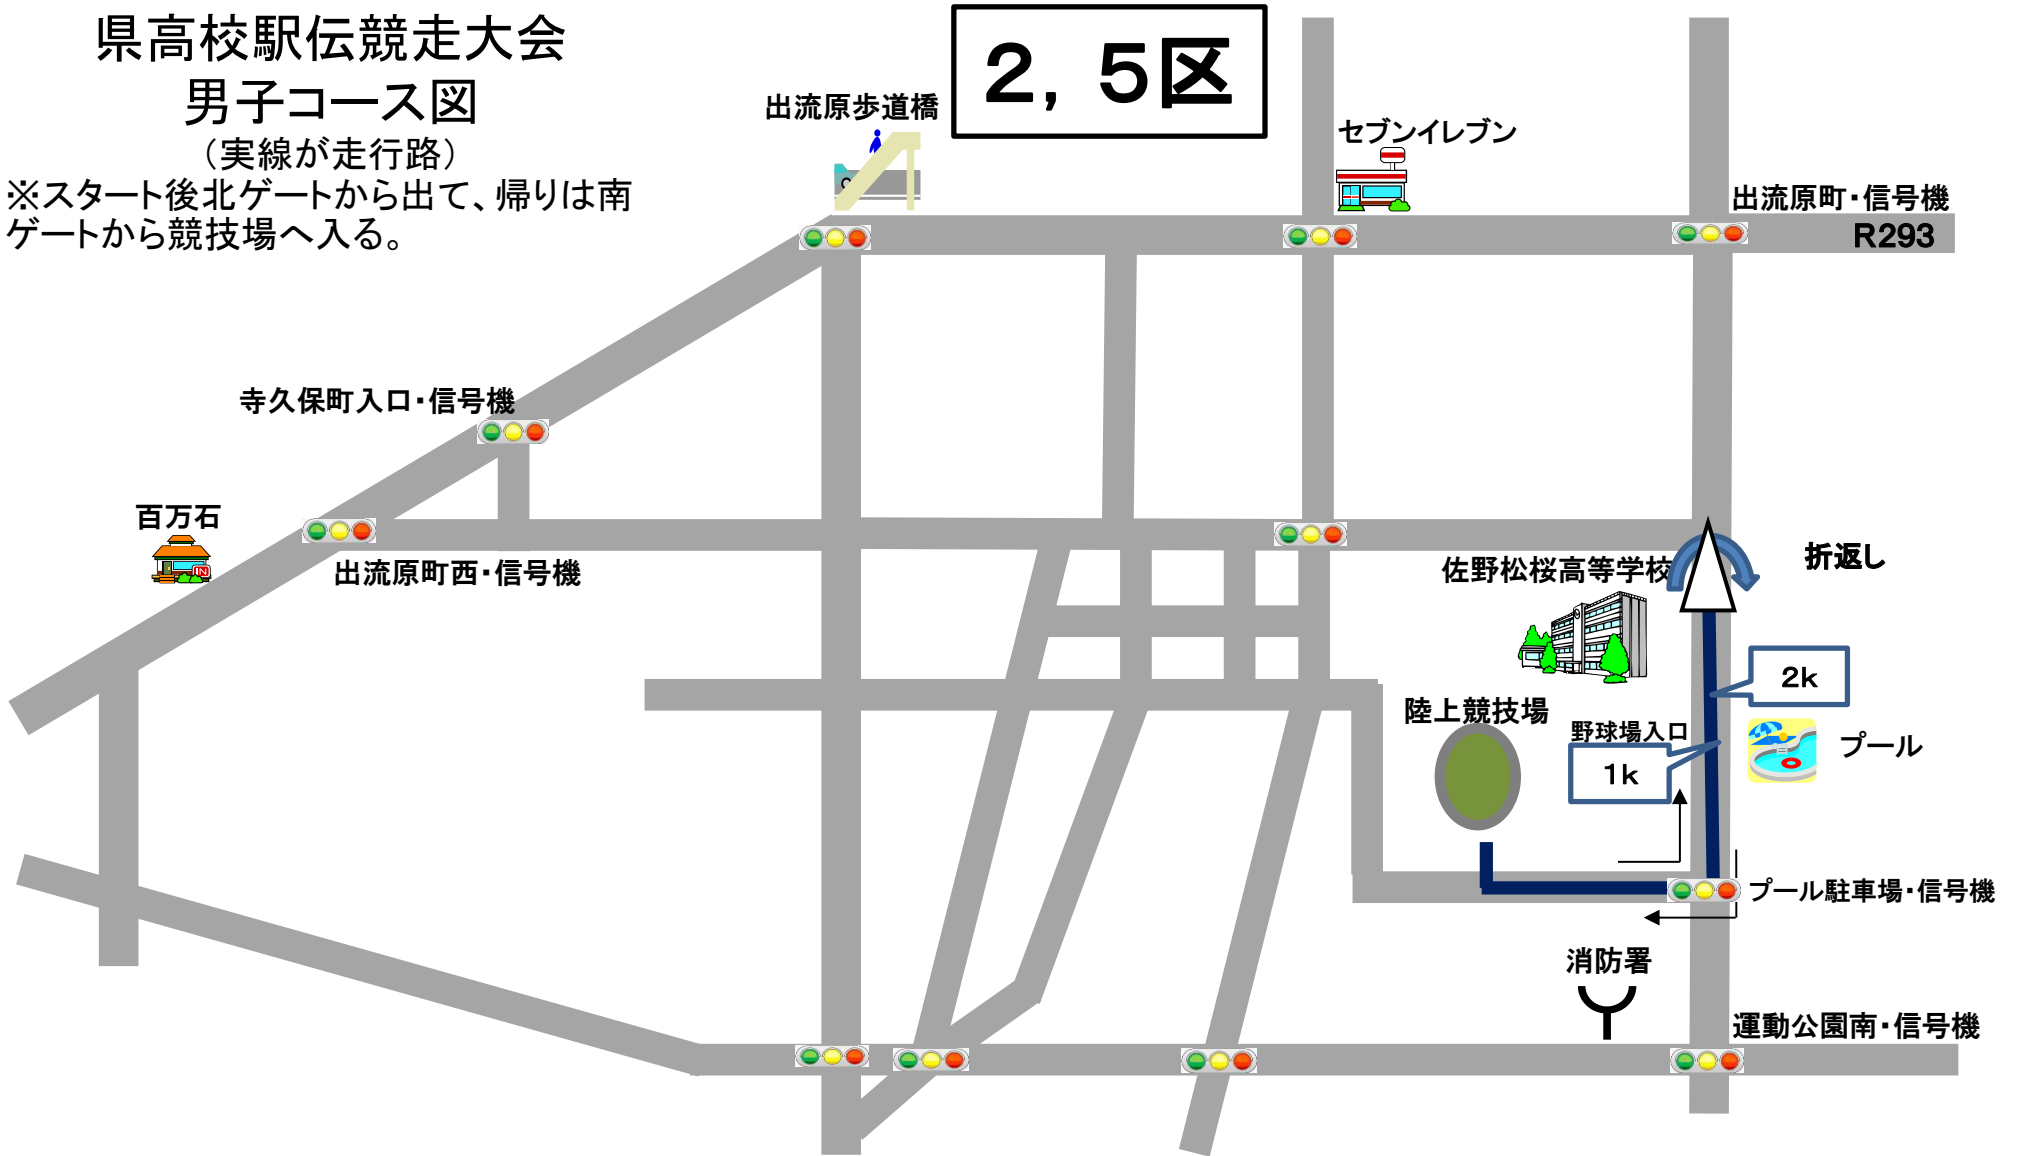 県高校駅伝競走大会
男子コース図
（実線が走行路）
※スタート後北ゲートから出て、帰りは南
ゲートから競技場へ入る。
２，５区
出流原歩道橋
セブンイレブン
出流原町・信号機
R293
寺久保町入口・信号機
百万石
出流原町西・信号機
佐野松桜高等学校
折返し
2k
陸上競技場
野球場入口
1k
プール
プール駐車場・信号機
消防署
運動公園南・信号機